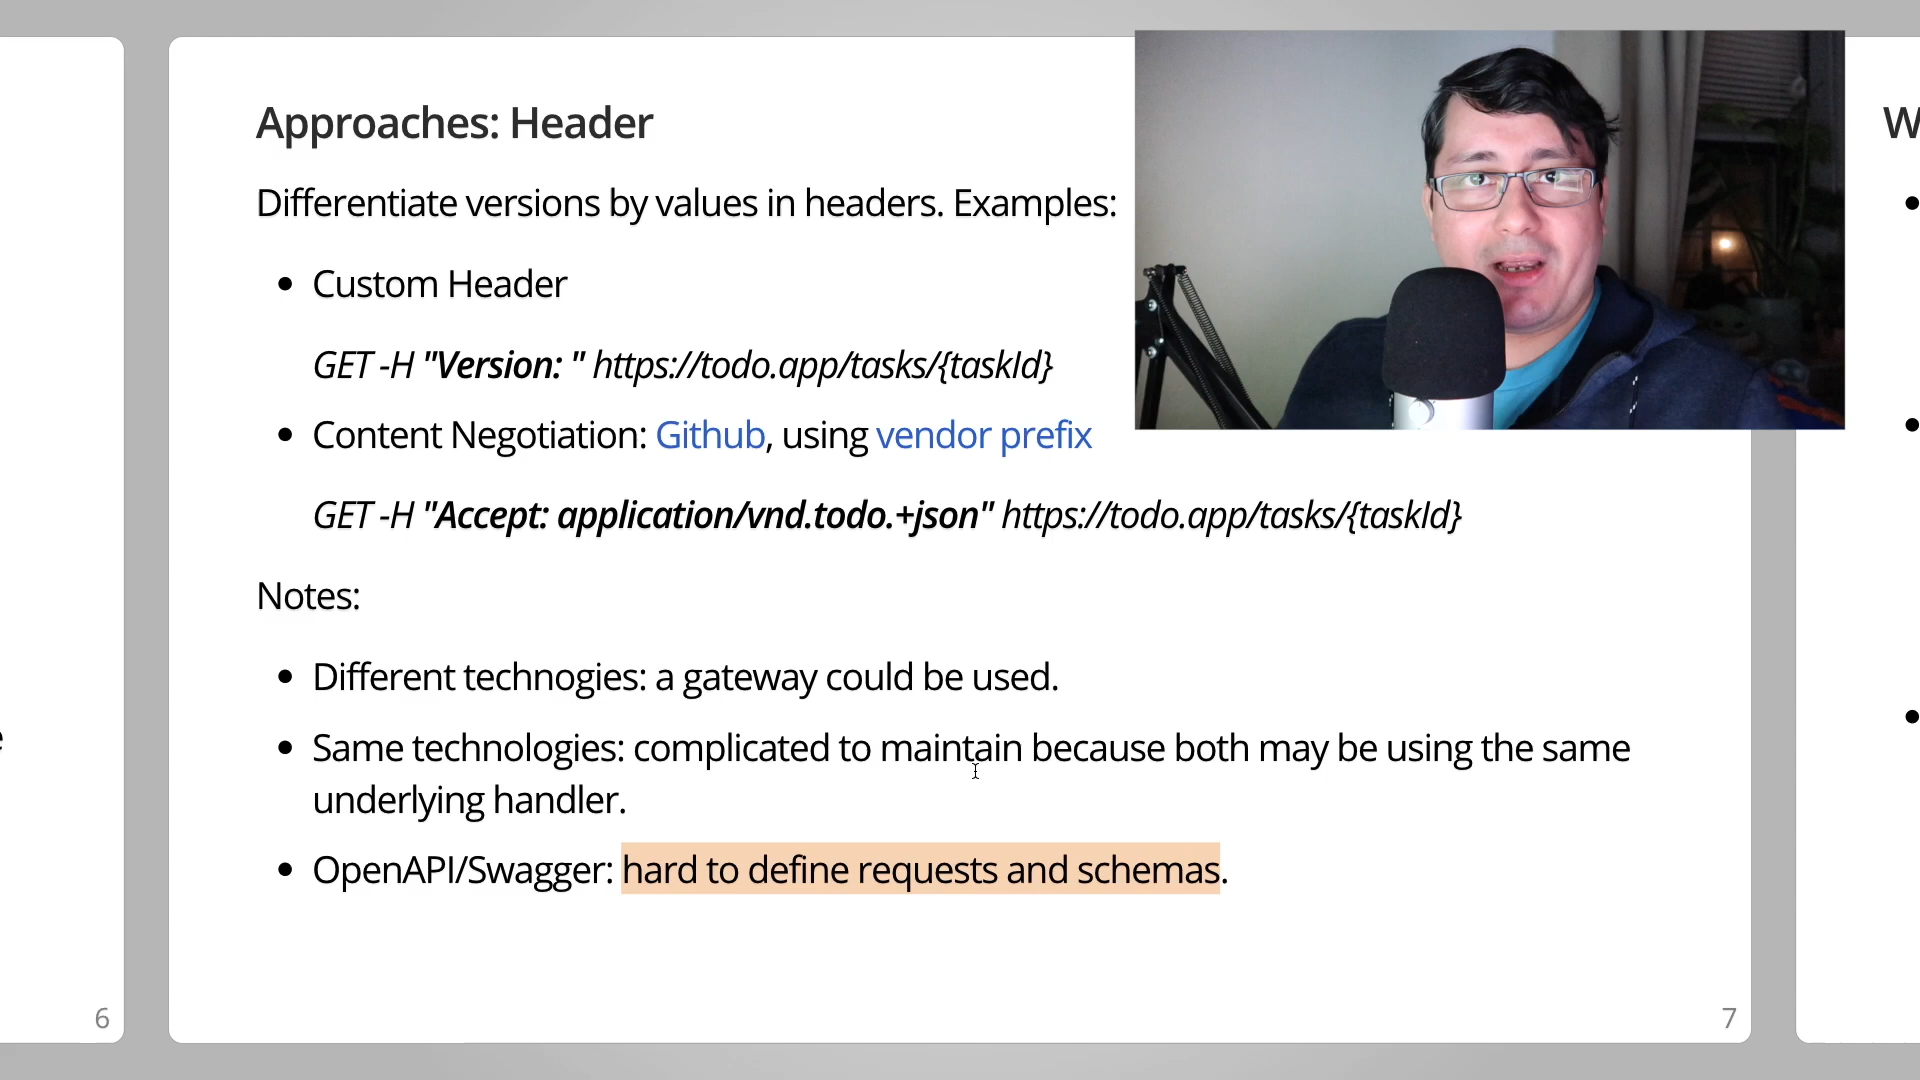 Approaches: Header
Differentiate versions by values in headers. Examples:
• Custom Header
GET -H "Version: " https://todo.app/tasks/{taskId}
• Content Negotiation: Github, using vendor prefix
GET -H "Accept: application/vnd.todo.+json" https://todo.app/tasks/{taskId}
Notes:
• Different technogies: a gateway could be used.
• Same technologies: complicated to maintain because both may be using the same
underlying handler.
• OpenAPI/Swagger: hard to define requests and schemas.
6
7